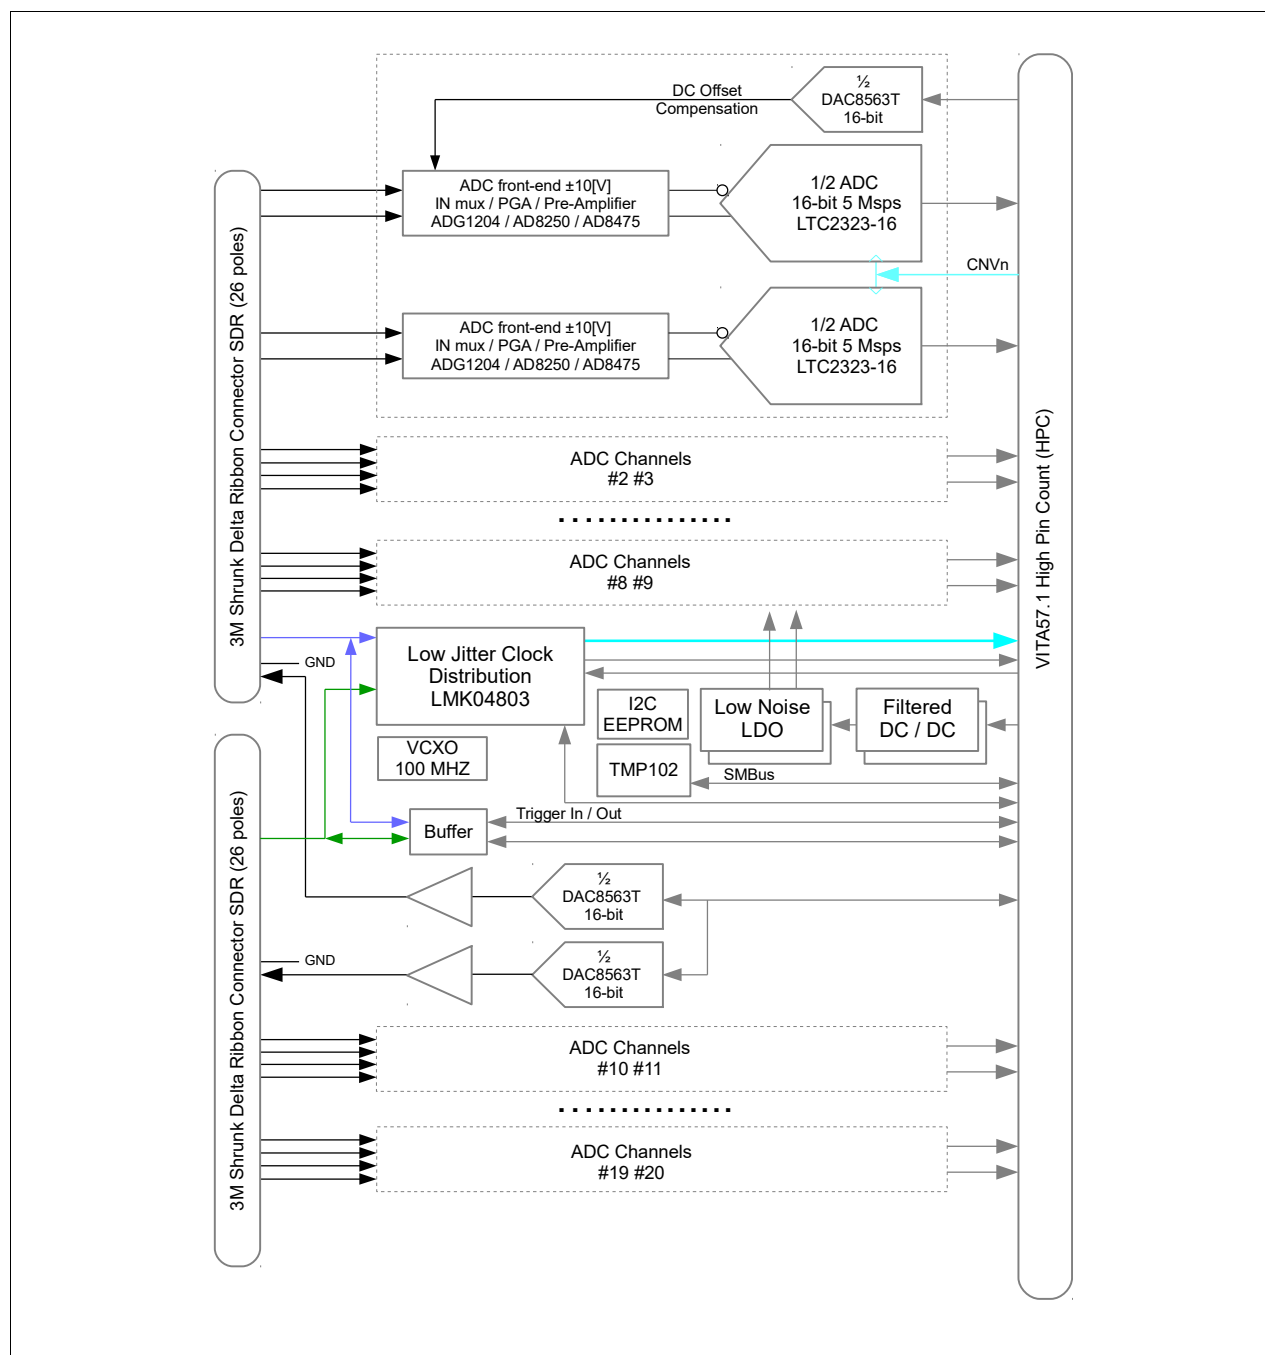 ½
DAC8563T
16-bit
DC Offset
Compensation
ADC front-end ±10[V]
IN mux / PGA / Pre-Amplifier
ADG1204 / AD8250 / AD8475
1/2 ADC
16-bit 5 Msps
LTC2323-16
CNVn
ADC front-end ±10[V]
IN mux / PGA / Pre-Amplifier
ADG1204 / AD8250 / AD8475
1/2 ADC
16-bit 5 Msps
LTC2323-16
3M Shrunk Delta Ribbon Connector SDR (26 poles)
VITA57.1 High Pin Count (HPC)
ADC Channels
#2 #3
ADC Channels
#8 #9
GND
Low Jitter Clock
Distribution
LMK04803
I2C
EEPROM
Low Noise
LDO
Filtered
DC / DC
VCXO
100 MHZ
TMP102
SMBus
3M Shrunk Delta Ribbon Connector SDR (26 poles)
Buffer
Trigger In / Out
½
DAC8563T
16-bit
GND
½
DAC8563T
16-bit
ADC Channels
#10 #11
ADC Channels
#19 #20